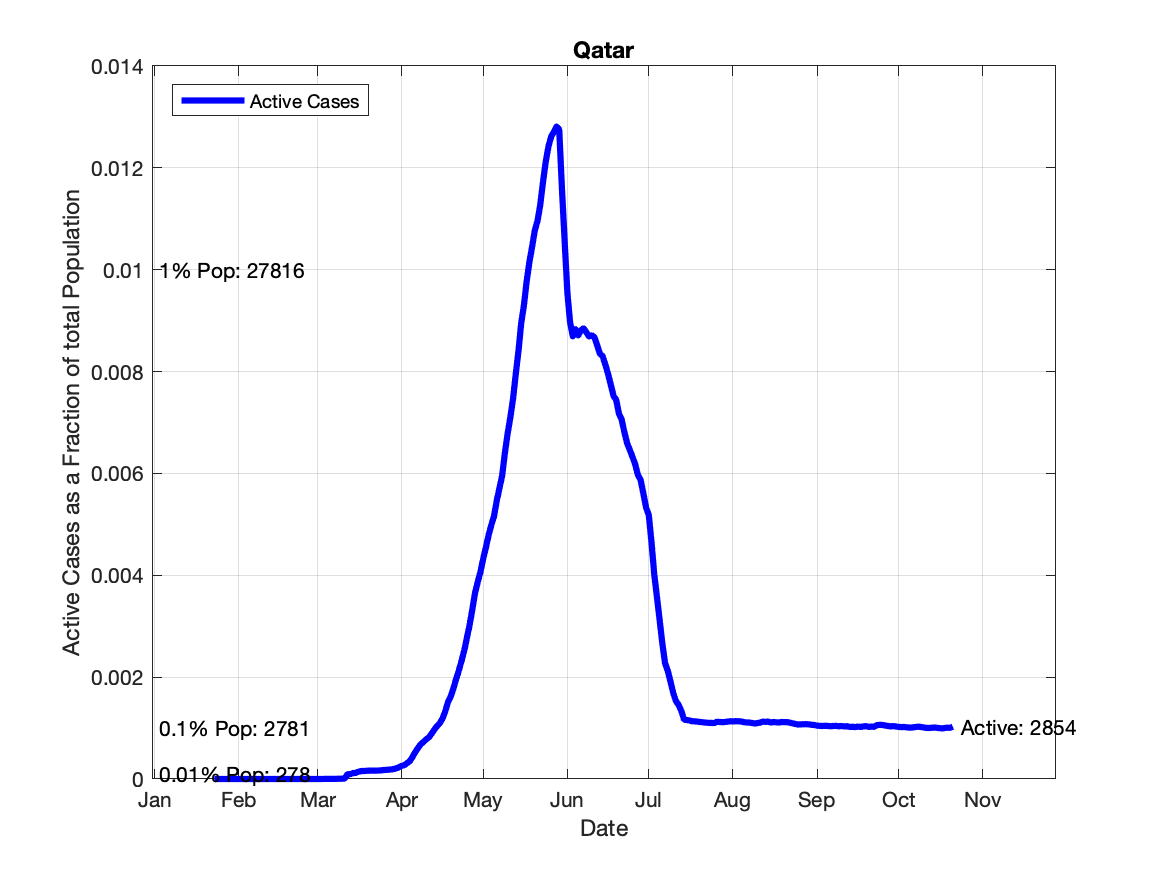 Qatar
0.014
Active Cases
0.012
0.01
1% Pop: 27816
0.008
0.006
0.004
0.002
0.1% Pop: 2781
Active: 2854
0
0.01% Pop: 278
Jan Feb Mar Apr May Jun Jul Aug Sep Oct Nov
Date
Active Cases as a Fraction of total Population